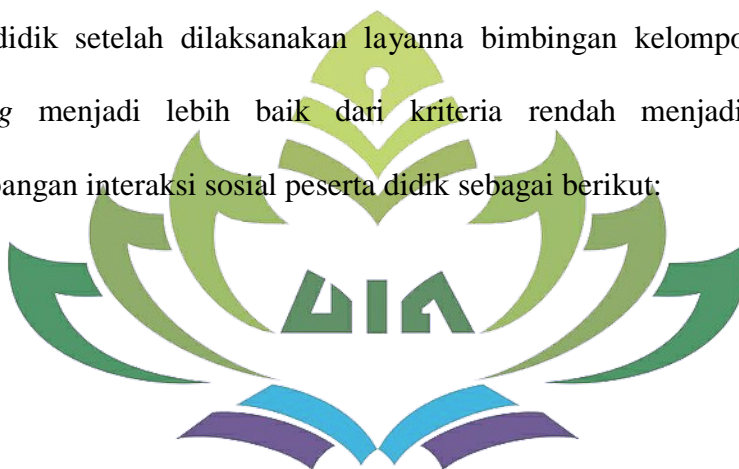 didik setelah dilaksanakan layanna bimbingan kelompo
g menjadi lebih baik dari kriteria rendah menjadi
bangan interaksi sosial peserta didik sebagai berikut:
UIN